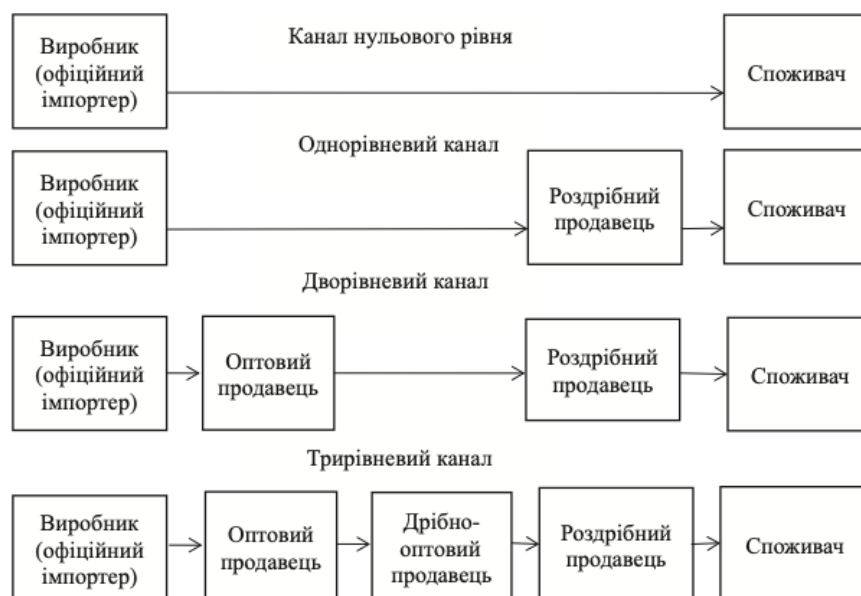 Канал нульового рівня
Виробник
(офіційний
імпортер)
Споживач
Однорівневий канал
Виробник
(офіційний
імпортер)
Роздрібний
продавець
Споживач
Дворівневий канал
Виробник
(офіційний
імпортер)
Оптовий
продавець
Роздрібний
продавець
Споживач
Трирівневий канал
Виробник
(офіційний
імпортер)
Оптовий
продавець
Дрібно-
оптовий
продавець
Роздрібний
продавець
Споживач